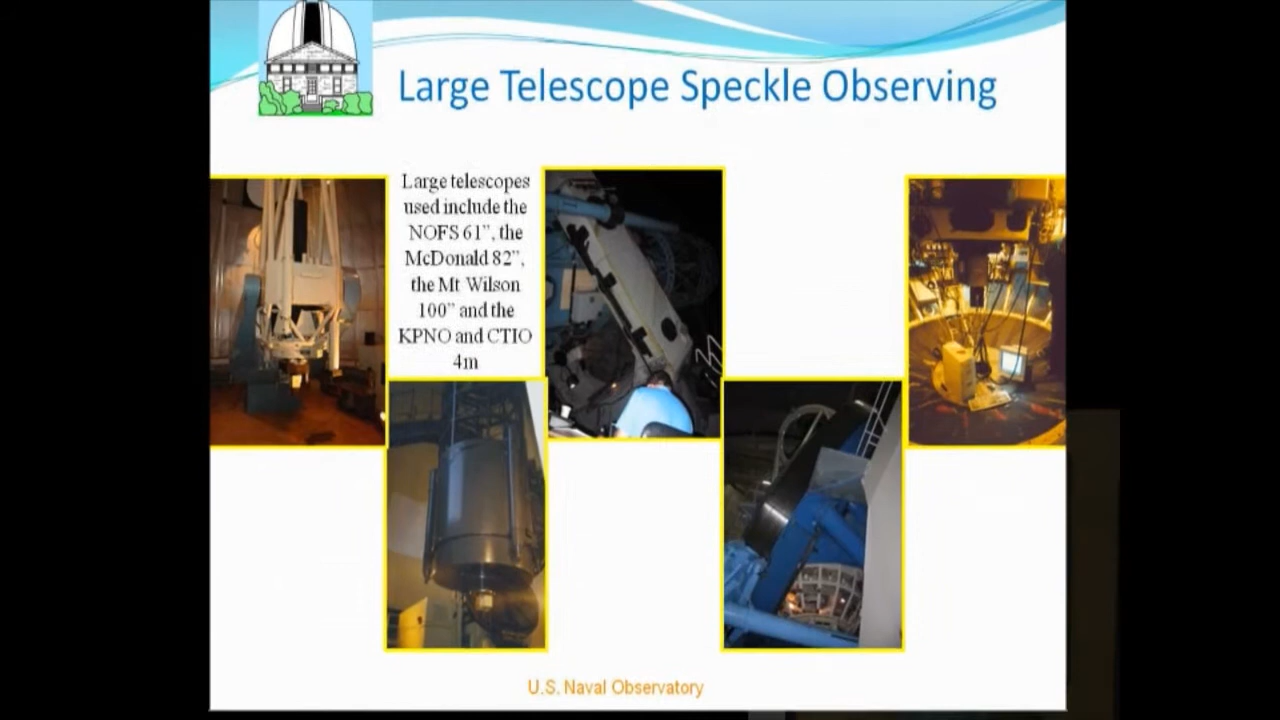 Large Telescope Speckle Observing
Large telescopes
used include the
NOFS 61”, the
McDonald 82”,
the Mt Wilson
100” and the
KPNO and CTIO
4m
U.S. Naval Observatory